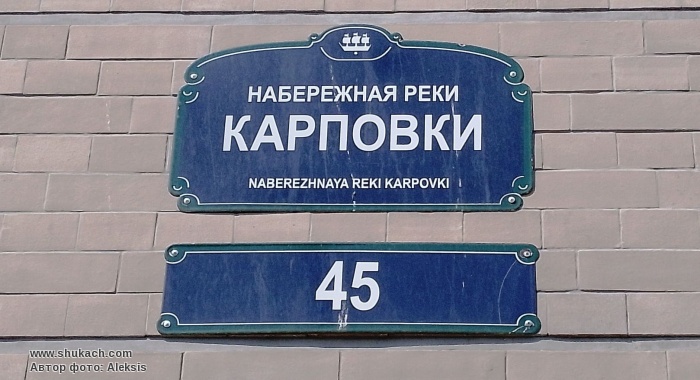 НАБЕРЕЖНАЯ РЕКИ
КАРПОВКИ
NABEREZHNAYA REKI KARPOVKI
45
www.shukach.com
Автор фото: Aleksis